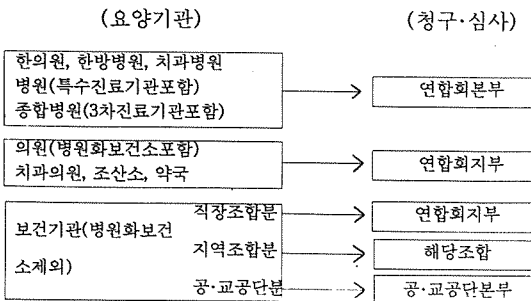 (요양기관) (청구·심사)
한의원, 한방병원, 치과병원
병원(특수진료기관포함)
종합병원(3차진료기관포함)
연합회본부
의원(병원화보건소포함)
치과의원, 조산소, 약국
연합회지부
보건기관(병원화보건
소제외)
직장조합분
연합회지부
지역조합분
해당조합
공·교공단분
공·교공단본부